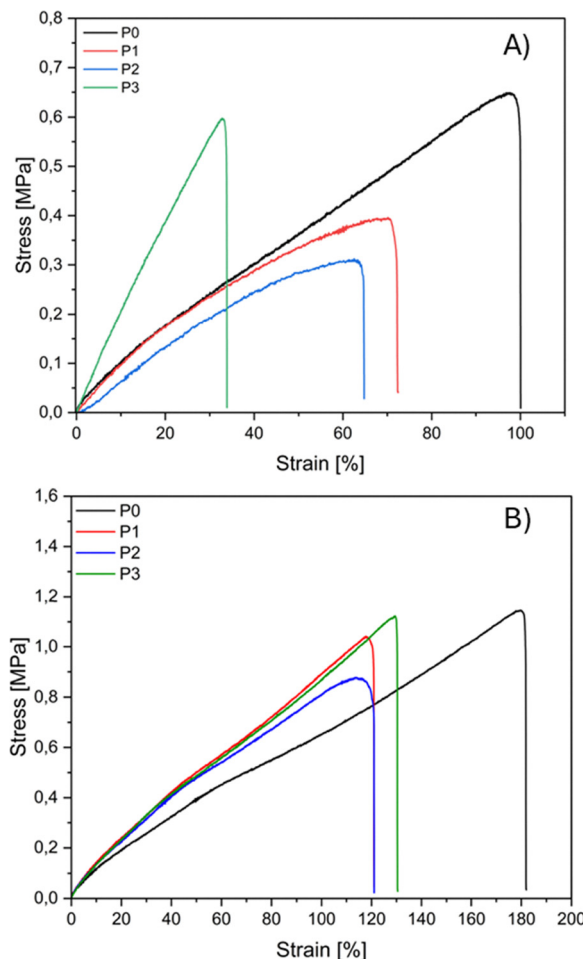 A)
P0
P1
P2
P3
0,8
0,7
0,6
0,5
0,4
0,3
0,2
0,1
0,0
Stress [MPa]
0 20 40 60 80 100
Strain [%]
B)
P0
P1
P2
P3
1,6
1,4
1,2
1,0
0,8
0,6
0,4
0,2
0,0
Stress [MPa]
0 20 40 60 80 100 120 140 160 180 200
Strain [%]